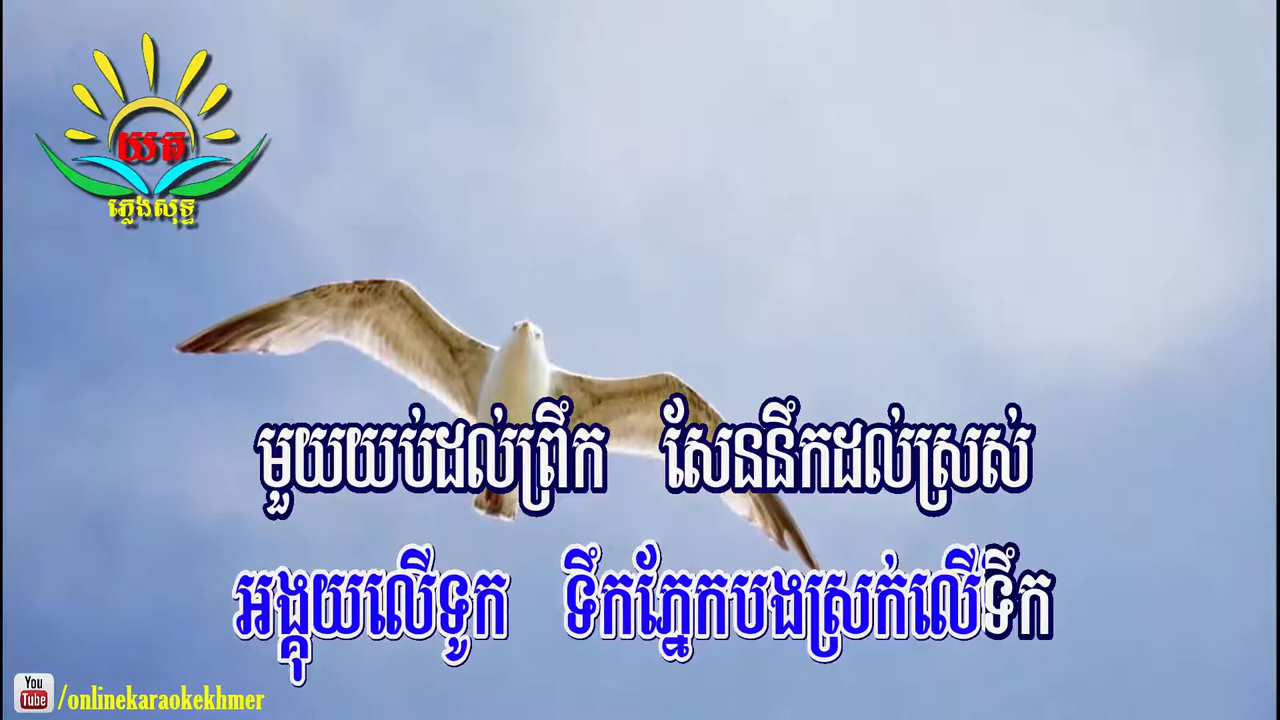 យត
ភ្លេងសុទ្ធ
មួយយប់ដល់ព្រឹក សែននឹកដល់ស្រស់
អង្គុយលើទូក ទឹកភ្នែកបងស្រក់លើទឹក
You Tube /onlinekaraokekhmer